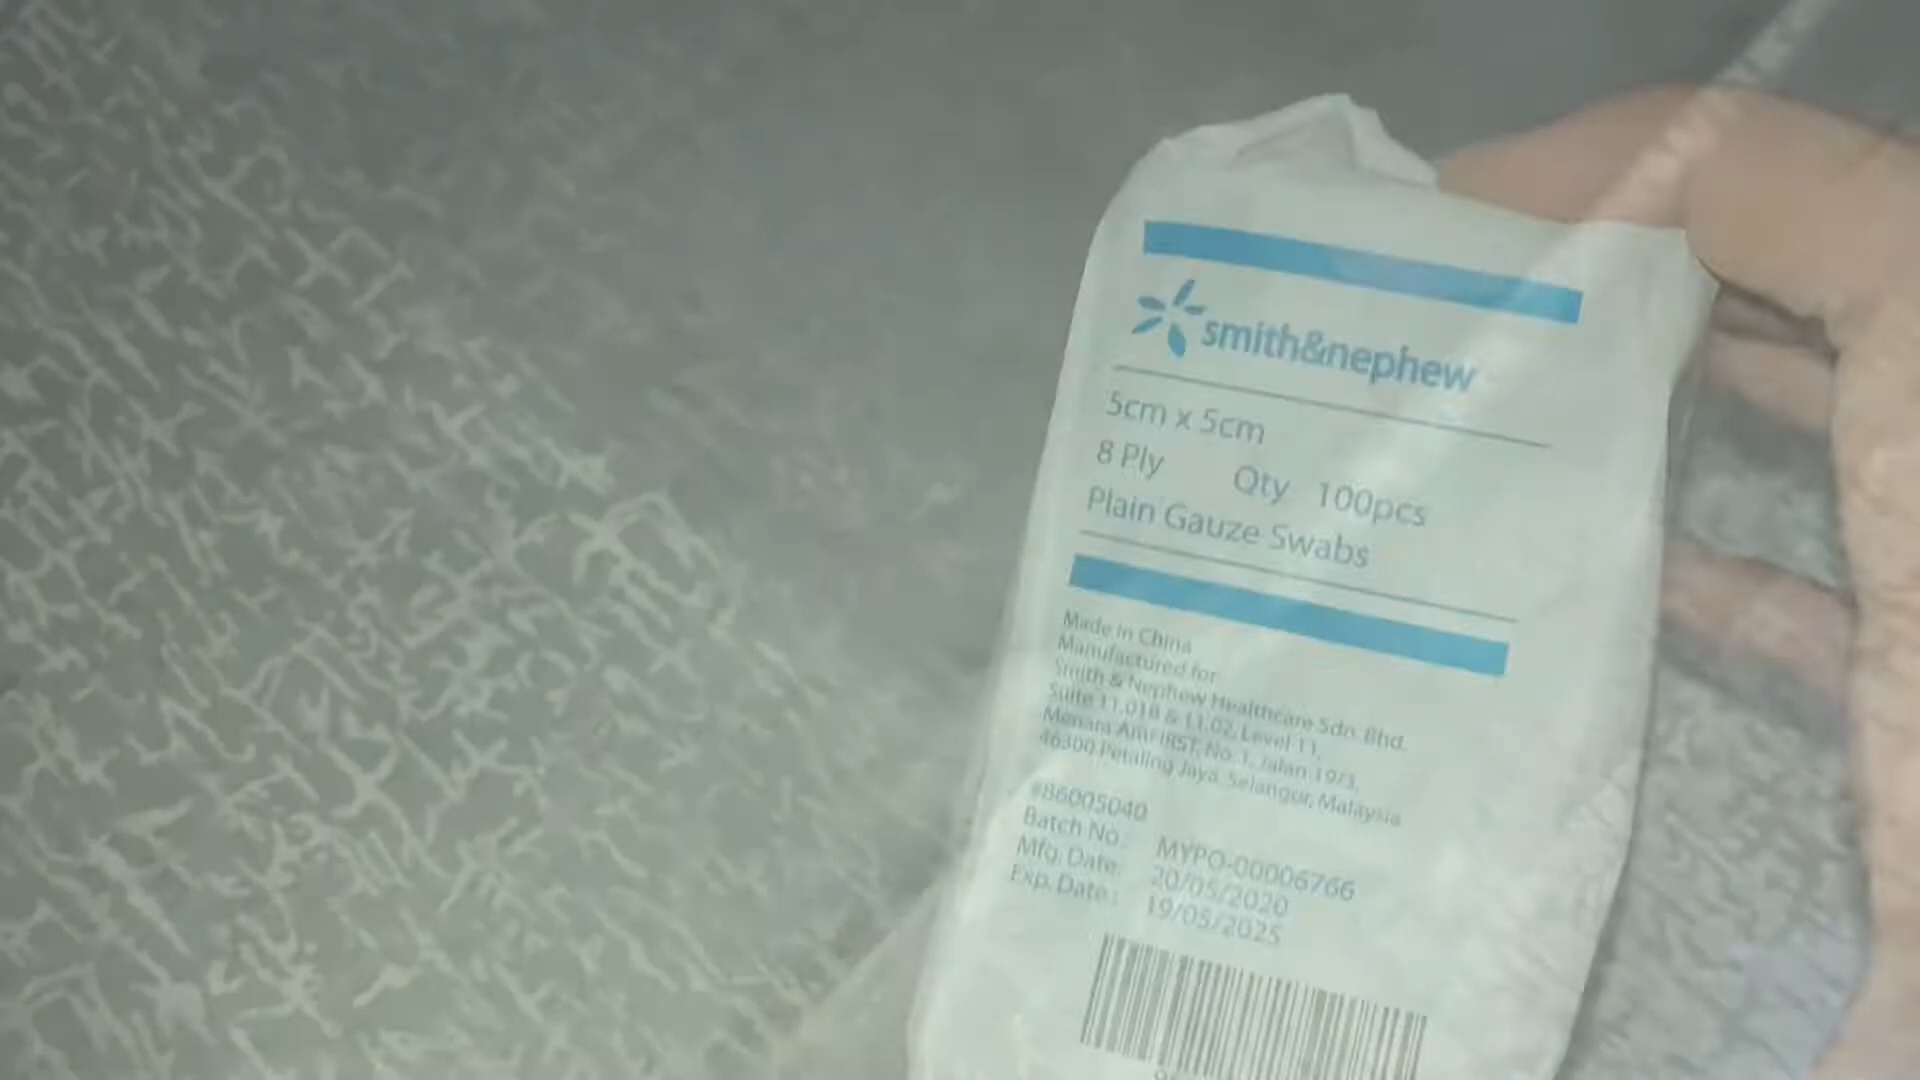 smith&nephew
5cm x 5cm
8 Ply Qty 100pcs
Plain Gauze Swabs
Made in China
Manufactured for
Smith & Nephew Healthcare Sdn. Bhd.
Suite 11.01B & 11.02, Level 11,
Menara AmFIRST, No. 1, Jalan 19/3,
46300 Petaling Jaya, Selangor, Malaysia
#86005040
Batch No. MYPO-00006766
Mfg. Date: 20/05/2020
Exp. Date: 19/05/2025